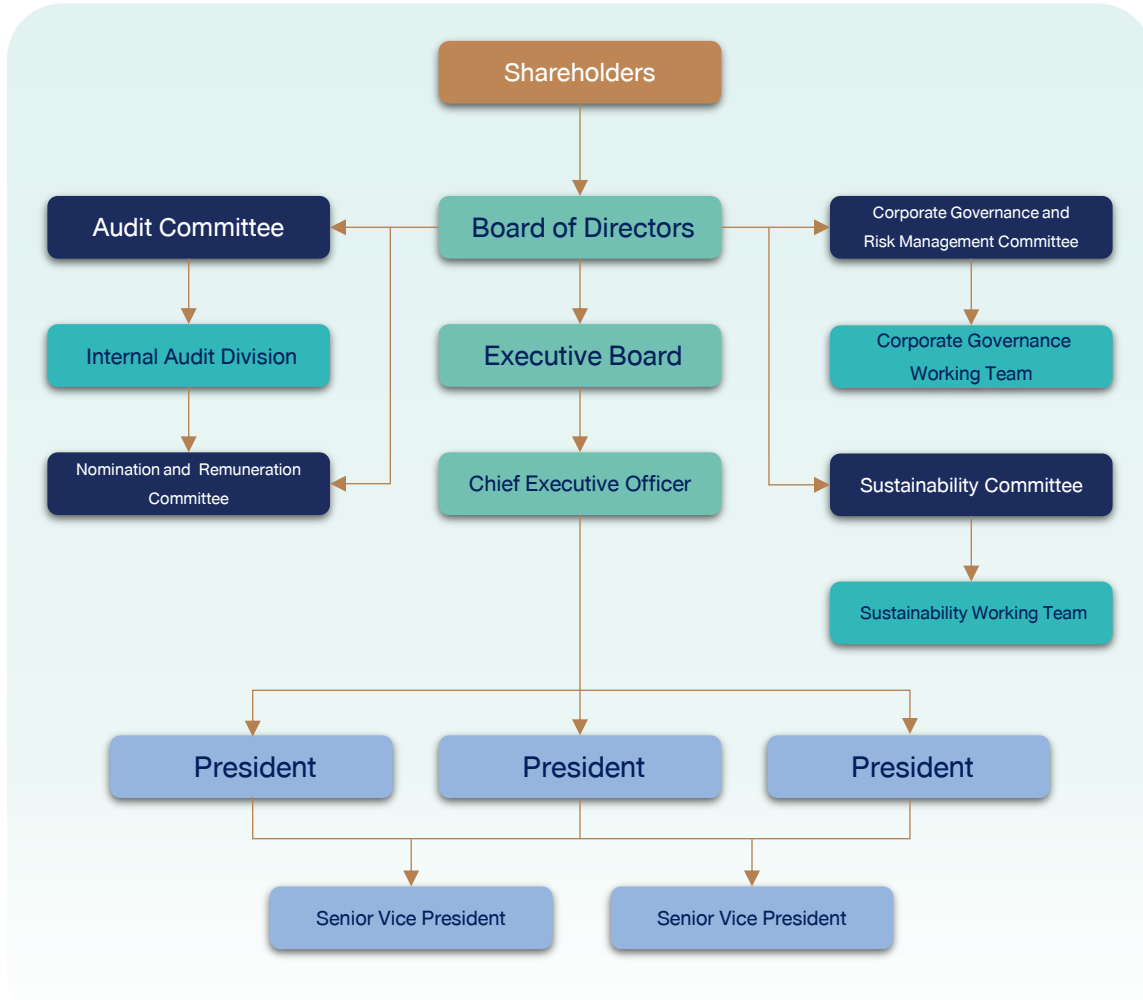 Shareholders
Audit Committee
Board of Directors
Corporate Governance and
Risk Management Committee
Internal Audit Division
Executive Board
Corporate Governance
Working Team
Nomination and Remuneration
Committee
Chief Executive Officer
Sustainability Committee
Sustainability Working Team
President
President
President
Senior Vice President
Senior Vice President